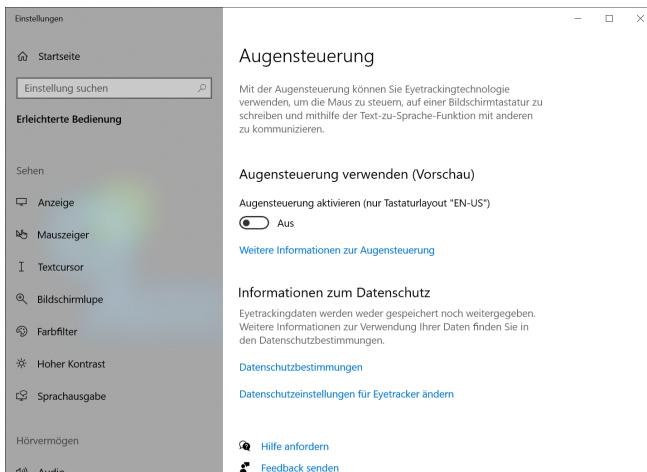 Einstellungen
Startseite
Einstellung suchen
Erleichterte Bedienung
Sehen
Anzeige
Mauszeiger
Textcursor
Bildschirmlupe
Farbfilter
Hoher Kontrast
Sprachausgabe
Hörvermögen
Audio
Augensteuerung
Mit der Augensteuerung können Sie Eyetrackingtechnologie
verwenden, um die Maus zu steuern, auf einer Bildschirmtastatur zu
schreiben und mithilfe der Text-zu-Sprache-Funktion mit anderen
zu kommunizieren.
Augensteuerung verwenden (Vorschau)
Augensteuerung aktivieren (nur Tastaturlayout "EN-US")
Aus
Weitere Informationen zur Augensteuerung
Informationen zum Datenschutz
Eyetrackingdaten werden weder gespeichert noch weitergegeben.
Weitere Informationen zur Verwendung Ihrer Daten finden Sie in
den Datenschutzbestimmungen.
Datenschutzbestimmungen
Datenschutzeinstellungen für Eyetracker ändern
Hilfe anfordern
Feedback senden